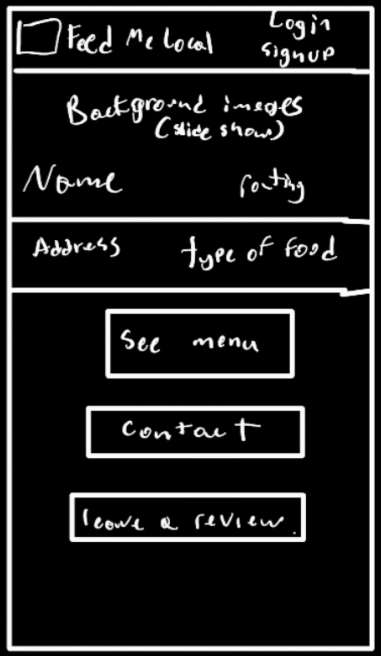 Feed Me Local
Login
signup
Background images
(slide show)
Name
rating
Address
type of food
See menu
Contact
leave a review.